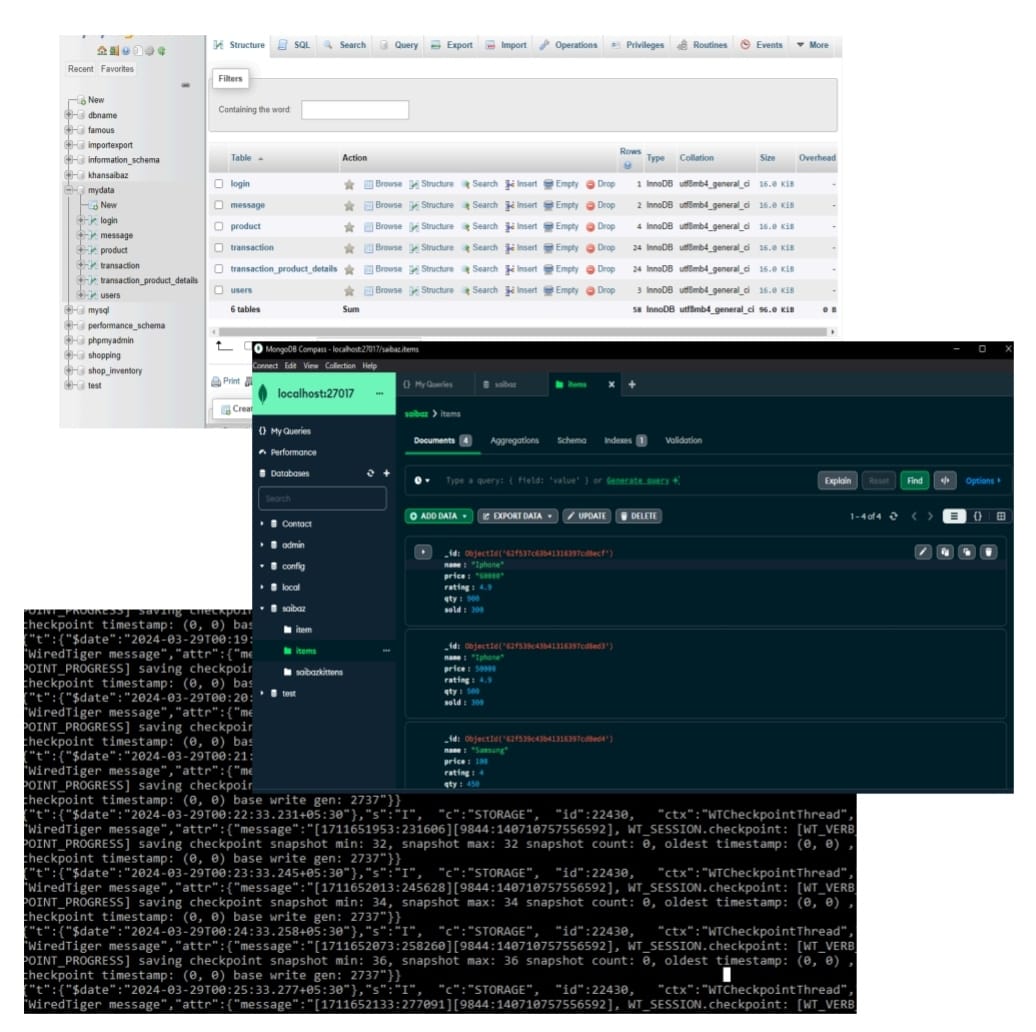 Recent Favorites
New
dbname
famous
importexport
information_schema
khansaibaz
mydata
New
login
message
product
transaction
transaction_product_details
users
mysql
performance_schema
phpmyadmin
shopping
shop_inventory
test
Structure SQL Search Query Export Import Operations Privileges Routines Events More
Filters
Containing the word:
Table Action Rows Type Collation Size Overhead
login Browse Structure Search Insert Empty Drop 1 InnoDB utf8mb4_general_ci 16.0 KiB -
message Browse Structure Search Insert Empty Drop 2 InnoDB utf8mb4_general_ci 16.0 KiB -
product Browse Structure Search Insert Empty Drop 4 InnoDB utf8mb4_general_ci 16.0 KiB -
transaction Browse Structure Search Insert Empty Drop 24 InnoDB utf8mb4_general_ci 16.0 KiB -
transaction_product_details Browse Structure Search Insert Empty Drop 24 InnoDB utf8mb4_general_ci 16.0 KiB -
users Browse Structure Search Insert Empty Drop 3 InnoDB utf8mb4_general_ci 16.0 KiB -
6 tables Sum 58 InnoDB utf8mb4_general_ci 96.0 KiB 0 B
Print
Crea
MongoDB Compass - localhost:27017/saibaz.items
Connect Edit View Collection Help
localhost:27017 ...
{} My Queries
Performance
Databases
Search
Contact
admin
config
local
saibaz
item
items ...
saibazkittens
test
{} My Queries saibaz items X +
saibaz > items
Documents 4 Aggregations Schema Indexes 1 Validation
Type a query: { field: 'value' } or Generate query
Explain Reset Find </> Options
ADD DATA EXPORT DATA UPDATE DELETE
1-4 of 4 < > {}
_id: ObjectId('62f537c63b41316397cd8ecf')
name : "Iphone"
price : "60000"
rating : 4.9
qty : 900
sold : 300
_id: ObjectId('62f539c43b41316397cd8ed3')
name : "Iphone"
price : 50000
rating : 4.9
qty : 500
sold : 300
_id: ObjectId('62f539c43b41316397cd8ed4')
name : "Samsung"
price : 100
rating : 4
qty : 450
POINT_PROGRESS] saving checkpoin
checkpoint timestamp: (0, 0) bas
{"t":{"$date":"2024-03-29T00:19:
"WiredTiger message","attr":{"me
POINT_PROGRESS] saving checkpoin
checkpoint timestamp: (0, 0) bas
{"t":{"$date":"2024-03-29T00:20:
"WiredTiger message","attr":{"me
POINT_PROGRESS] saving checkpoin
checkpoint timestamp: (0, 0) bas
{"t":{"$date":"2024-03-29T00:21:
"WiredTiger message","attr":{"me
POINT_PROGRESS] saving checkpoin
checkpoint timestamp: (0, 0) base write gen: 2737"}}
{"t":{"$date":"2024-03-29T00:22:33.231+05:30"},"s":"I", "c":"STORAGE", "id":22430, "ctx":"WTCheckpointThread",
"WiredTiger message","attr":{"message":"[1711651953:231606][9844:140710757556592], WT_SESSION.checkpoint: [WT_VERB
POINT_PROGRESS] saving checkpoint snapshot min: 32, snapshot max: 32 snapshot count: 0, oldest timestamp: (0, 0) ,
checkpoint timestamp: (0, 0) base write gen: 2737"}}
{"t":{"$date":"2024-03-29T00:23:33.245+05:30"},"s":"I", "c":"STORAGE", "id":22430, "ctx":"WTCheckpointThread",
"WiredTiger message","attr":{"message":"[1711652013:245628][9844:140710757556592], WT_SESSION.checkpoint: [WT_VERB
POINT_PROGRESS] saving checkpoint snapshot min: 34, snapshot max: 34 snapshot count: 0, oldest timestamp: (0, 0) ,
checkpoint timestamp: (0, 0) base write gen: 2737"}}
{"t":{"$date":"2024-03-29T00:24:33.258+05:30"},"s":"I", "c":"STORAGE", "id":22430, "ctx":"WTCheckpointThread",
"WiredTiger message","attr":{"message":"[1711652073:258260][9844:140710757556592], WT_SESSION.checkpoint: [WT_VERB
POINT_PROGRESS] saving checkpoint snapshot min: 36, snapshot max: 36 snapshot count: 0, oldest timestamp: (0, 0) ,
checkpoint timestamp: (0, 0) base write gen: 2737"}}
{"t":{"$date":"2024-03-29T00:25:33.277+05:30"},"s":"I", "c":"STORAGE", "id":22430, "ctx":"WTCheckpointThread",
"WiredTiger message","attr":{"message":"[1711652133:277091][9844:140710757556592], WT_SESSION.checkpoint: [WT_VERB